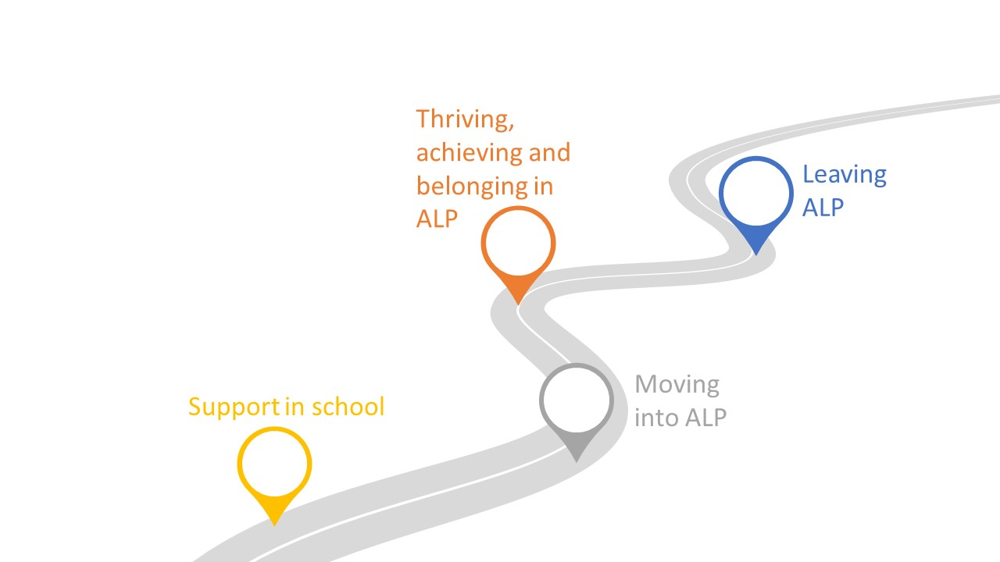 Thriving,
achieving and
belonging in
ALP
Leaving
ALP
Moving
into ALP
Support in school